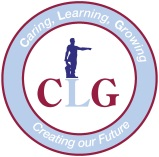 Caring, Learning, Growing
CLG
Creating our Future